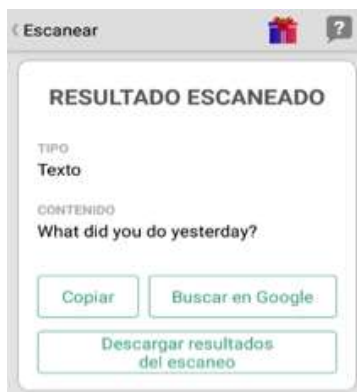 Escanear
?
RESULTADO ESCANEADO
TIPO
Texto
CONTENIDO
What did you do yesterday?
Copiar
Buscar en Google
Descargar resultados
del escaneo